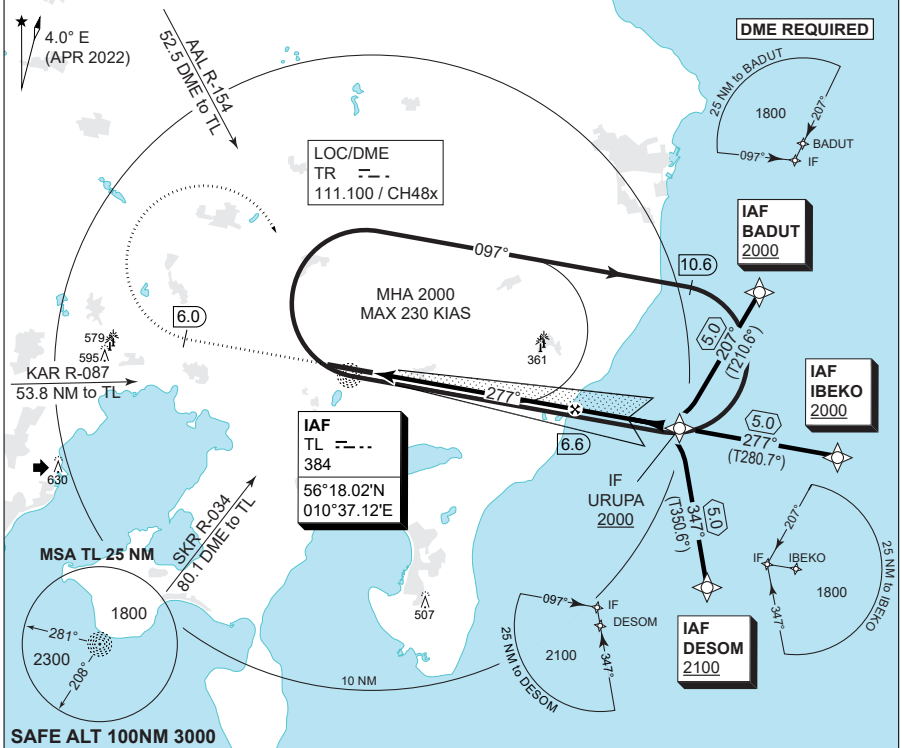 4.0° E
(APR 2022)
AAL R-154
52.5 DME to TL
DME REQUIRED
25 NM to BADUT
1800
207°
BADUT
097°
IF
LOC/DME
TR
111.100 / CH48x
IAF
BADUT
2000
097°
10.6
MHA 2000
MAX 230 KIAS
6.0
579
595
361
5.0
207°
(T210.6°)
KAR R-087
53.8 NM to TL
IAF
IBEKO
2000
277
5.0
277°
(T280.7°)
6.6
IAF
TL
384
56°18.02'N
010°37.12'E
630
IF
URUPA
2000
5.0
347°
(T350.6°)
SKR R-034
80.1 DME to TL
207°
IF
IBEKO
1800
347°
25 NM to IBEKO
MSA TL 25 NM
1800
281°
2300
208°
507
097°
IF
DESOM
2100
347°
25 NM to DESOM
IAF
DESOM
2100
10 NM
SAFE ALT 100NM 3000